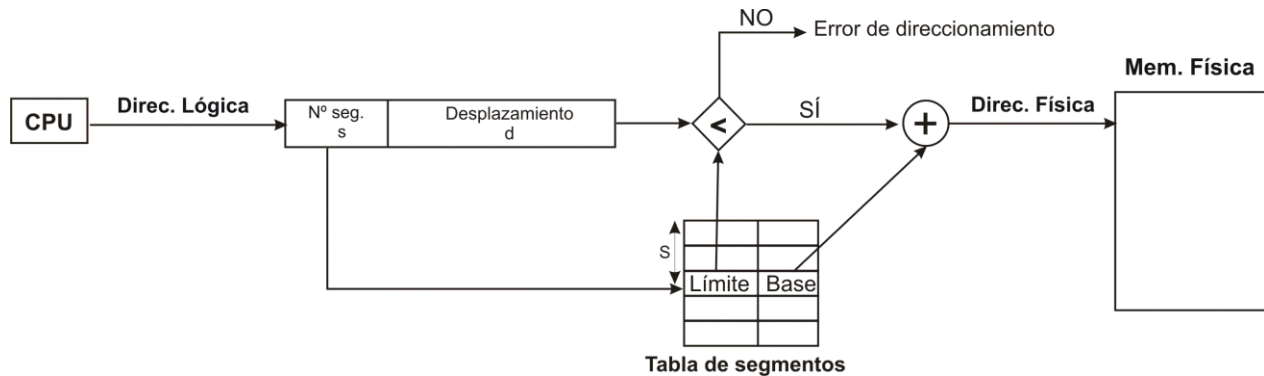 NO
Error de direccionamiento
Mem. Física
CPU
Direc. Lógica
Nº seg.
s
Desplazamiento
d
<
SÍ
+
Direc. Física
S
Límite
Base
Tabla de segmentos